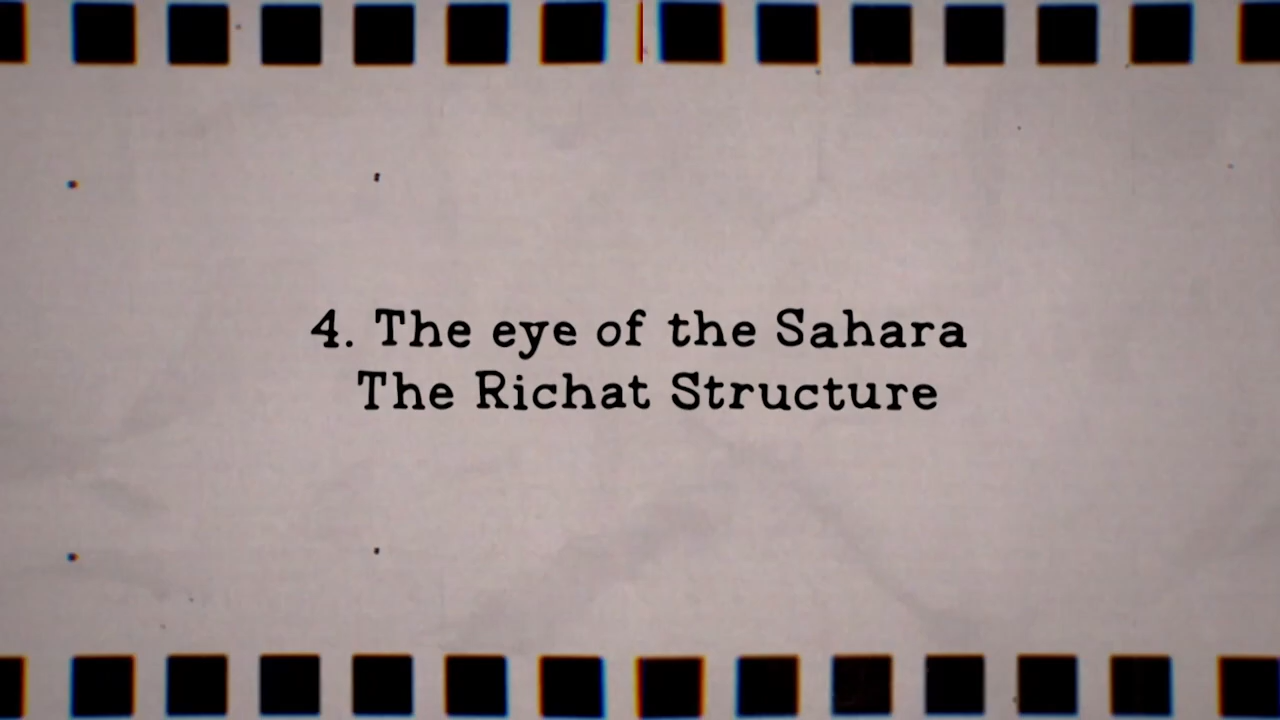 4. The eye of the Sahara
The Richat Structure